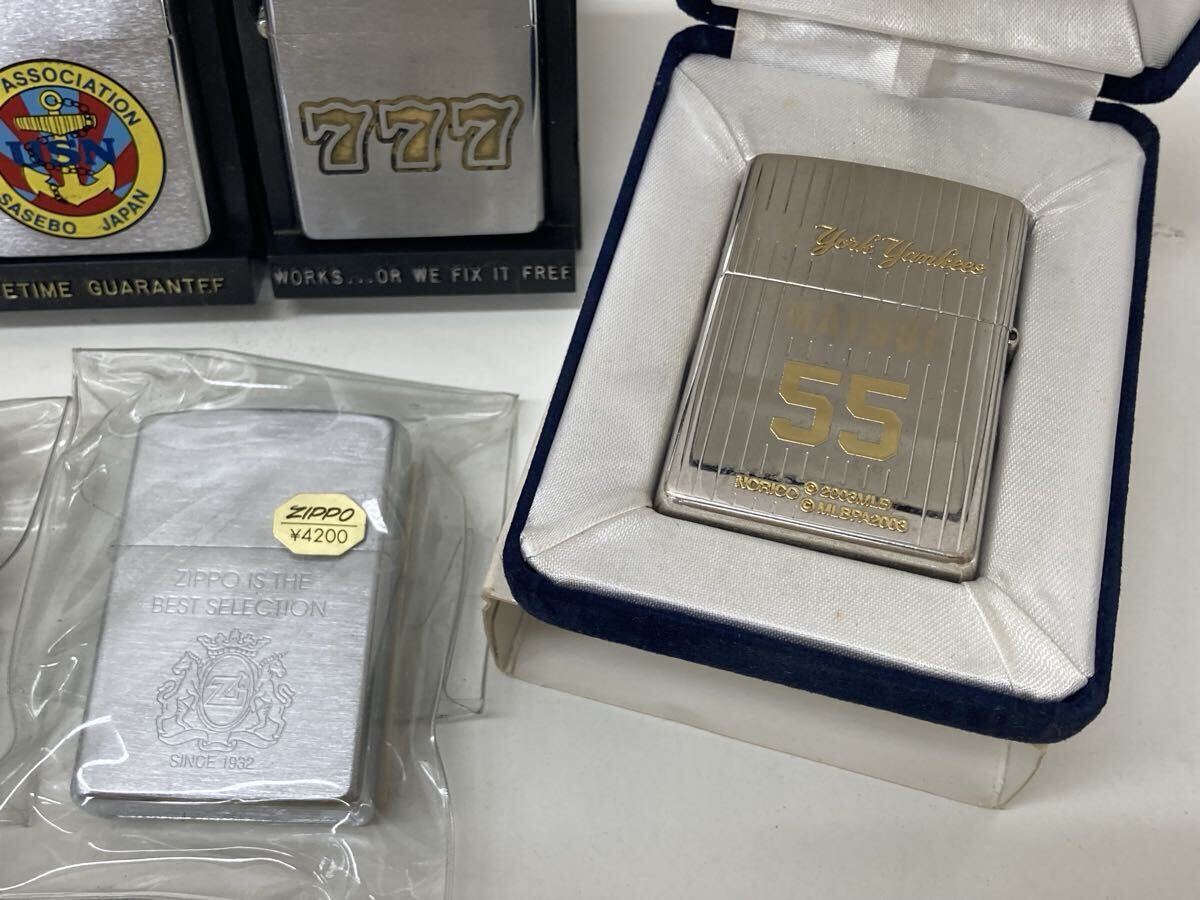 ASSOCIATION
USN
SASEBO JAPAN
ETIME GUARANTEE
777
WORKS...OR WE FIX IT FREE
York Yankees
MATSUI
55
NORICO © 2003MLB
© MLBPA2003
ZIPPO
¥4200
ZIPPO IS THE
BEST SELECTION
Z
SINCE 1932